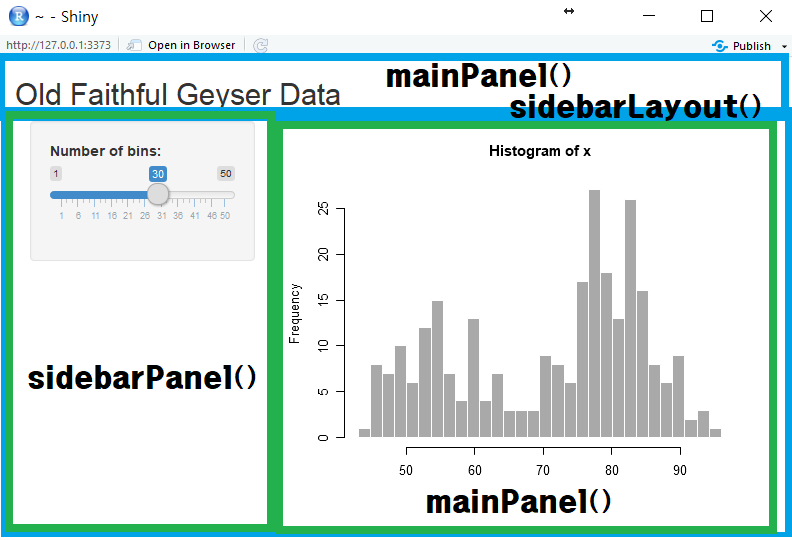 ~ - Shiny
http://127.0.0.1:3373 Open in Browser Publish
mainPanel()
Old Faithful Geyser Data
sidebarLayout()
Number of bins:
1 30 50
1 6 11 16 21 26 31 36 41 46 50
sidebarPanel()
Histogram of x
Frequency
0 5 10 15 20 25
50 60 70 80 90
mainPanel()